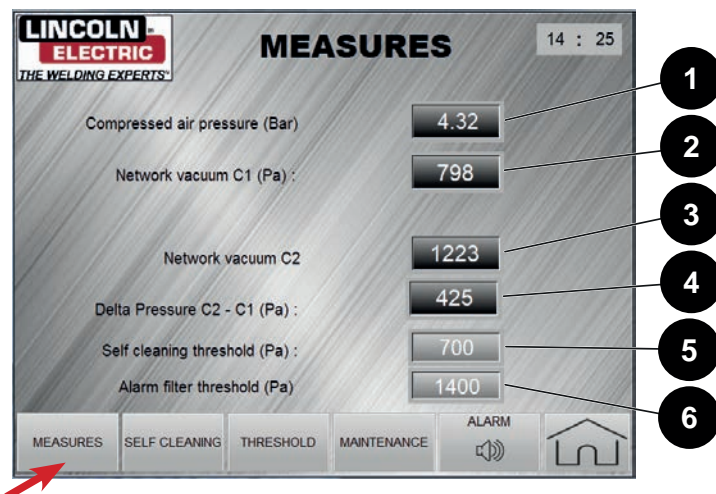 LINCOLN
ELECTRIC
THE WELDING EXPERTS®
MEASURES
14 : 25
1
Compressed air pressure (Bar)
4.32
2
Network vacuum C1 (Pa) :
798
3
Network vacuum C2
1223
4
Delta Pressure C2 - C1 (Pa) :
425
5
Self cleaning threshold (Pa) :
700
Alarm filter threshold (Pa)
1400
6
MEASURES
SELF CLEANING
THRESHOLD
MAINTENANCE
ALARM